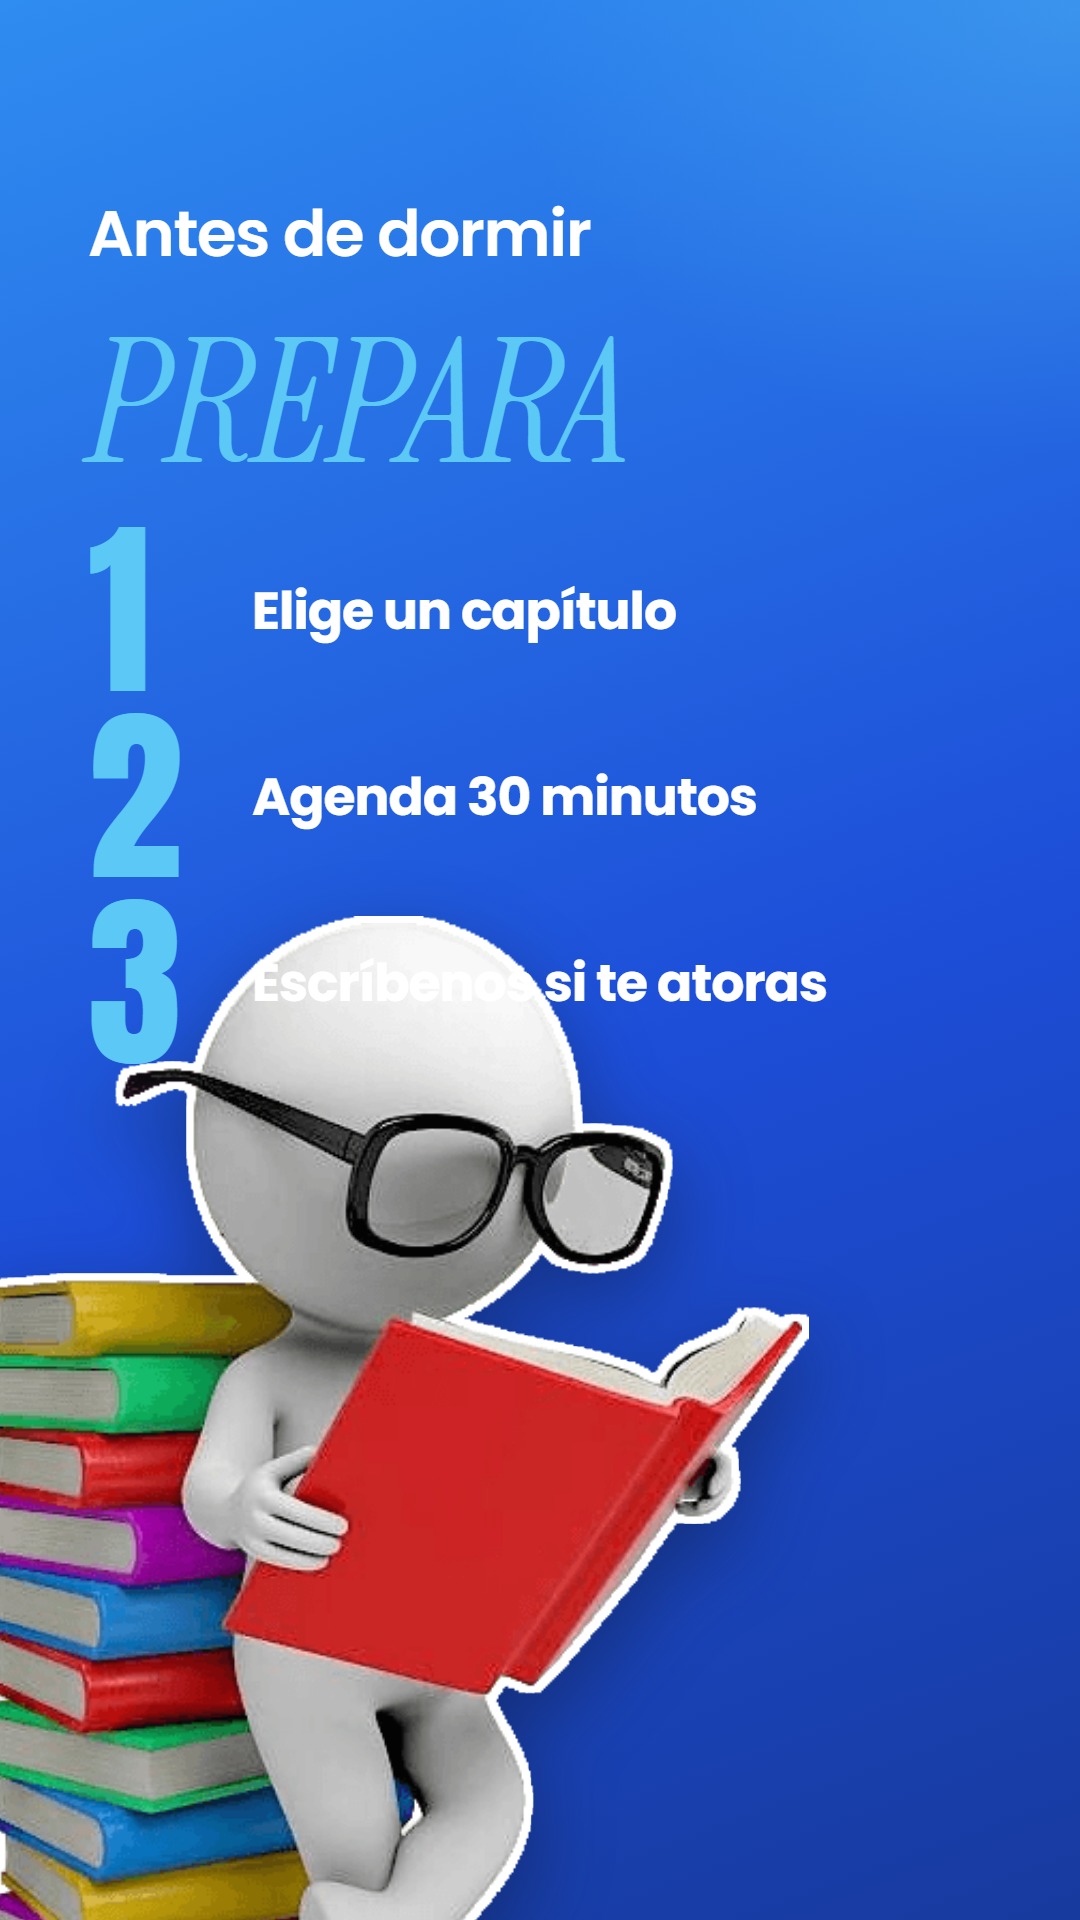 Antes de dormir
PREPARA
1 Elige un capítulo
2 Agenda 30 minutos
3 Escríbenos si te atoras